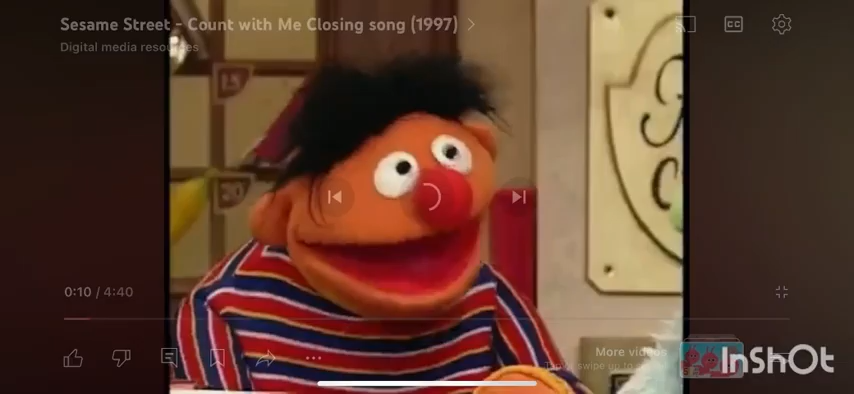 Sesame Street - Count with Me Closing song (1997)
Digital media resources
CC
15
20
0:10 / 4:40
More videos
InShOt